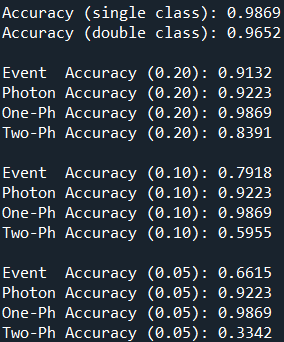 Accuracy (single class): 0.9869
Accuracy (double class): 0.9652
Event  Accuracy (0.20): 0.9132
Photon Accuracy (0.20): 0.9223
One-Ph Accuracy (0.20): 0.9869
Two-Ph Accuracy (0.20): 0.8391
Event  Accuracy (0.10): 0.7918
Photon Accuracy (0.10): 0.9223
One-Ph Accuracy (0.10): 0.9869
Two-Ph Accuracy (0.10): 0.5955
Event  Accuracy (0.05): 0.6615
Photon Accuracy (0.05): 0.9223
One-Ph Accuracy (0.05): 0.9869
Two-Ph Accuracy (0.05): 0.3342